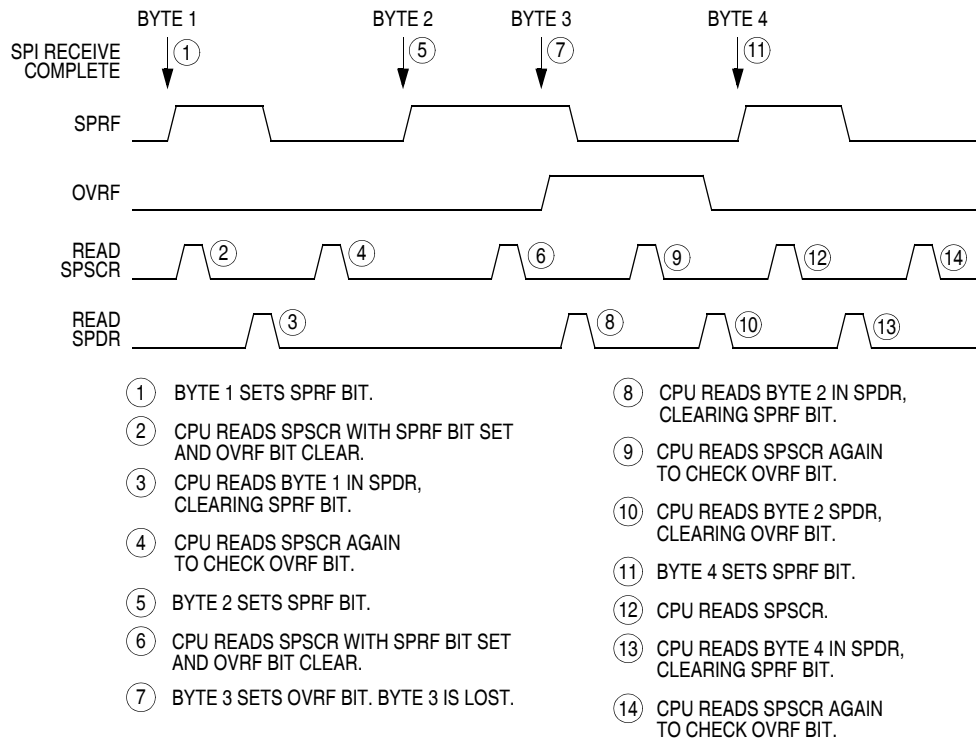 BYTE 1 BYTE 2 BYTE 3 BYTE 4
SPI RECEIVE
COMPLETE
1 5 7 11
SPRF
OVRF
READ
SPSCR
2 4 6 9 12 14
READ
SPDR
3 8 10 13
1 BYTE 1 SETS SPRF BIT.
2 CPU READS SPSCR WITH SPRF BIT SET
AND OVRF BIT CLEAR.
3 CPU READS BYTE 1 IN SPDR,
CLEARING SPRF BIT.
4 CPU READS SPSCR AGAIN
TO CHECK OVRF BIT.
5 BYTE 2 SETS SPRF BIT.
6 CPU READS SPSCR WITH SPRF BIT SET
AND OVRF BIT CLEAR.
7 BYTE 3 SETS OVRF BIT. BYTE 3 IS LOST.
8 CPU READS BYTE 2 IN SPDR,
CLEARING SPRF BIT.
9 CPU READS SPSCR AGAIN
TO CHECK OVRF BIT.
10 CPU READS BYTE 2 SPDR,
CLEARING OVRF BIT.
11 BYTE 4 SETS SPRF BIT.
12 CPU READS SPSCR.
13 CPU READS BYTE 4 IN SPDR,
CLEARING SPRF BIT.
14 CPU READS SPSCR AGAIN
TO CHECK OVRF BIT.